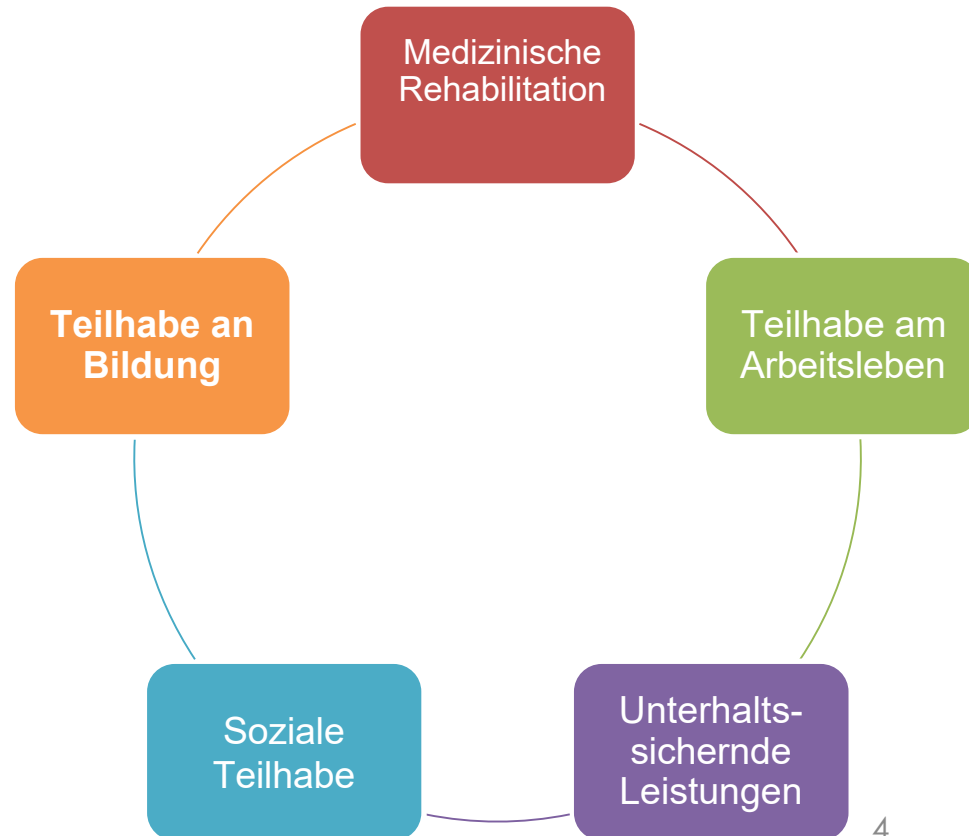 Medizinische
Rehabilitation
Teilhabe an
Bildung
Teilhabe am
Arbeitsleben
Soziale
Teilhabe
Unterhalts-
sichernde
Leistungen
4